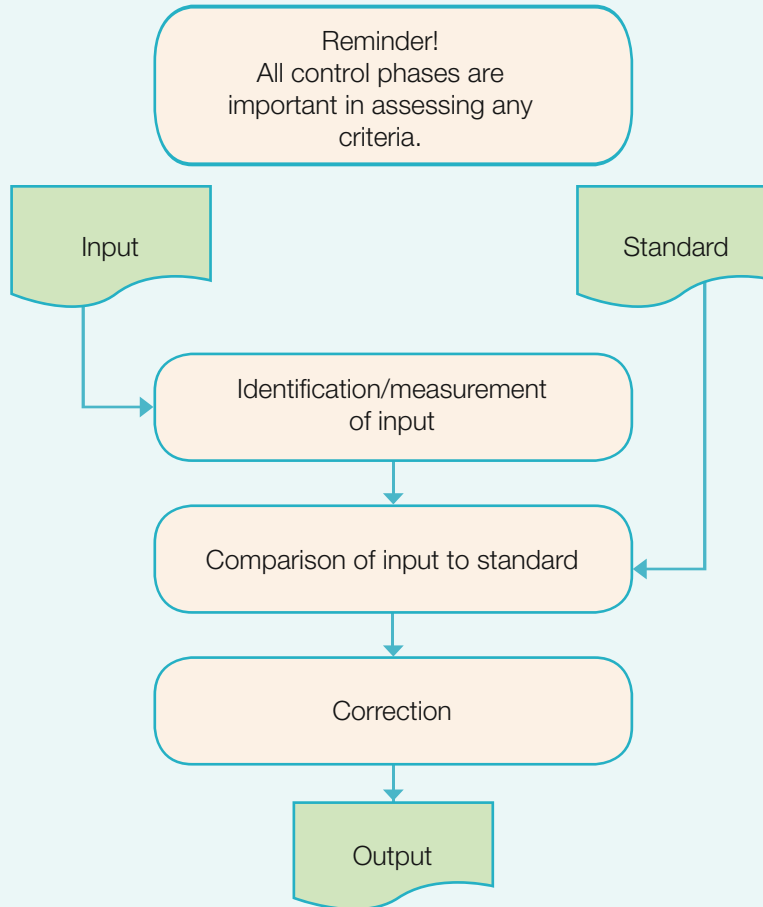 Reminder!
All control phases are
important in assessing any
criteria.
Input
Standard
Identification/measurement
of input
Comparison of input to standard
Correction
Output